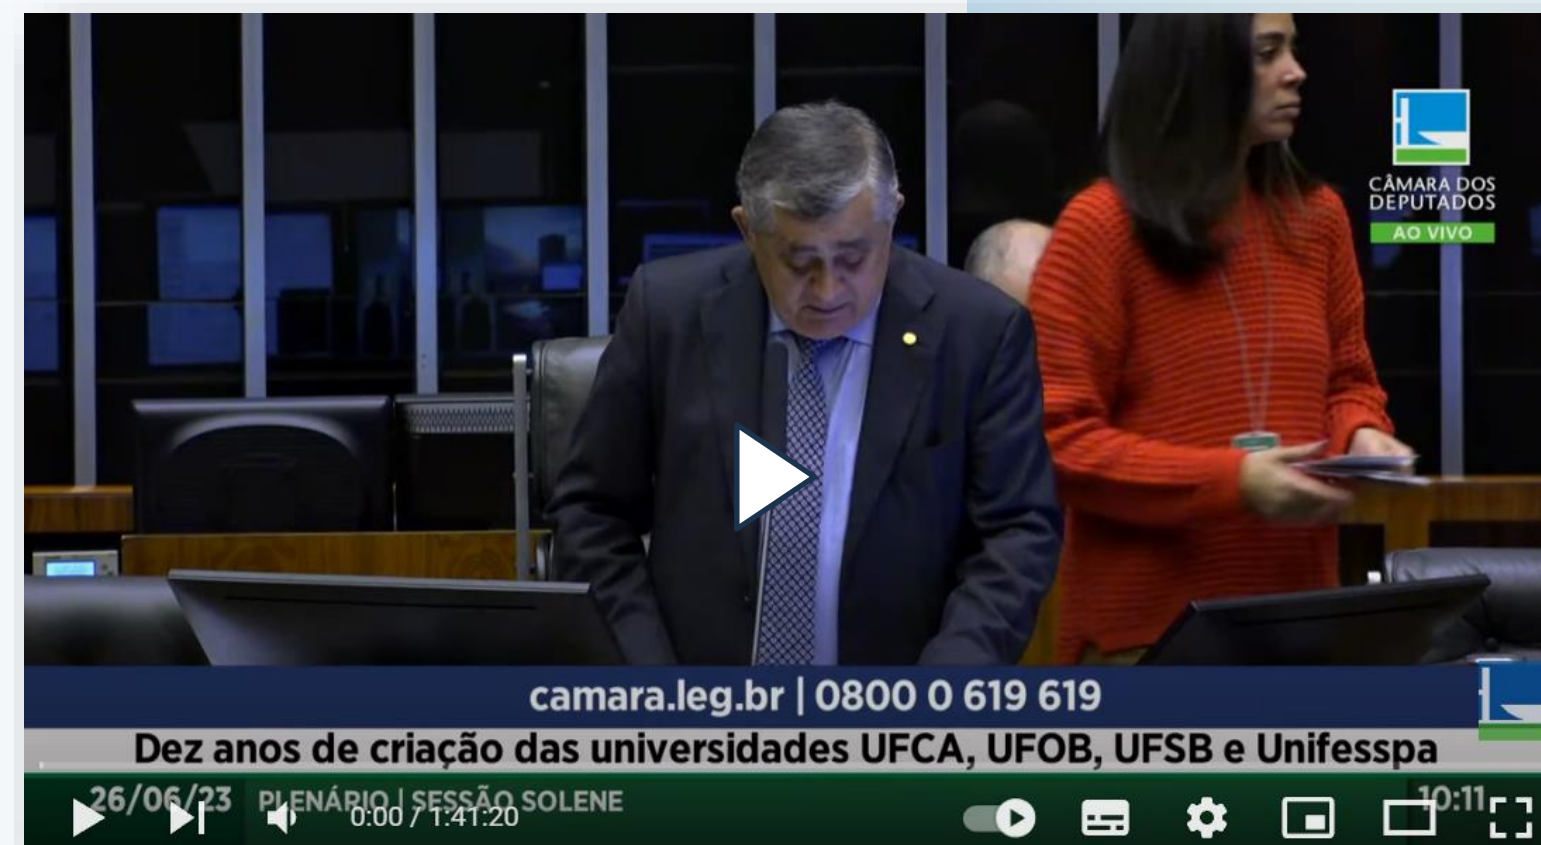 CÂMARA DOS
DEPUTADOS
AO VIVO
camara.leg.br | 0800 0 619 619
Dez anos de criação das universidades UFCA, UFOB, UFSB e Unifesspa
26/06/23 PLENÁRIO | SESSÃO SOLENE 10:11
0:00 / 1:41:20